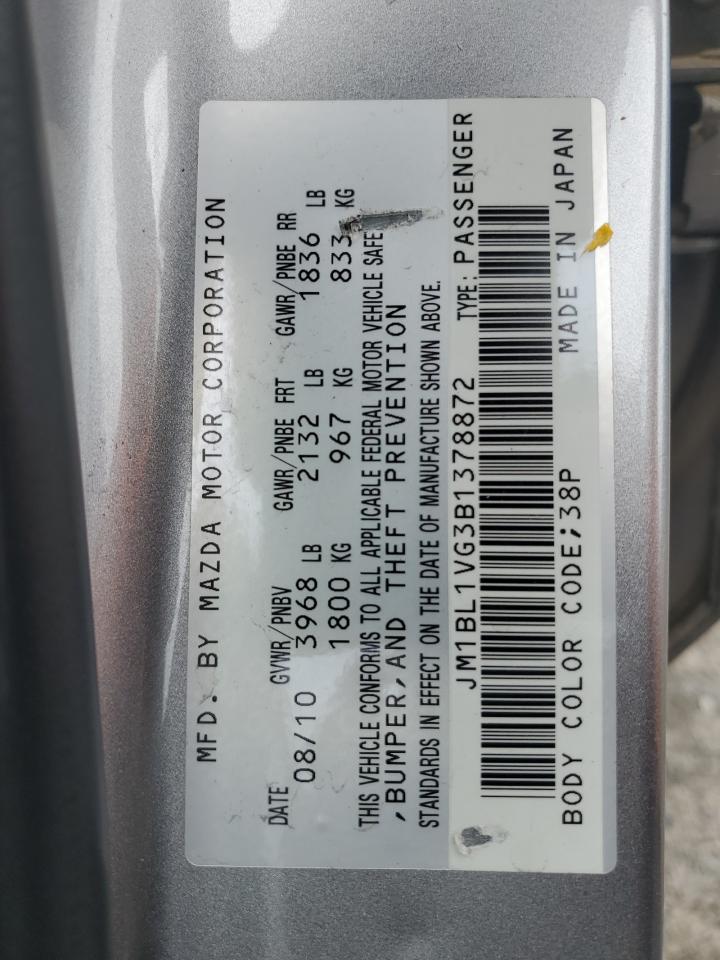 MFD. BY MAZDA MOTOR CORPORATION
DATE GVWR/PNBV GAWR/PNBE FRT GAWR/PNBE RR
08/10 3968 LB 2132 LB 1836 LB
1800 KG 967 KG 833 KG
THIS VEHICLE CONFORMS TO ALL APPLICABLE FEDERAL MOTOR VEHICLE SAFE
,BUMPER,AND THEFT PREVENTION
STANDARDS IN EFFECT ON THE DATE OF MANUFACTURE SHOWN ABOVE.
JM1BL1VG3B1378872 TYPE: PASSENGER
BODY COLOR CODE;38P MADE IN JAPAN